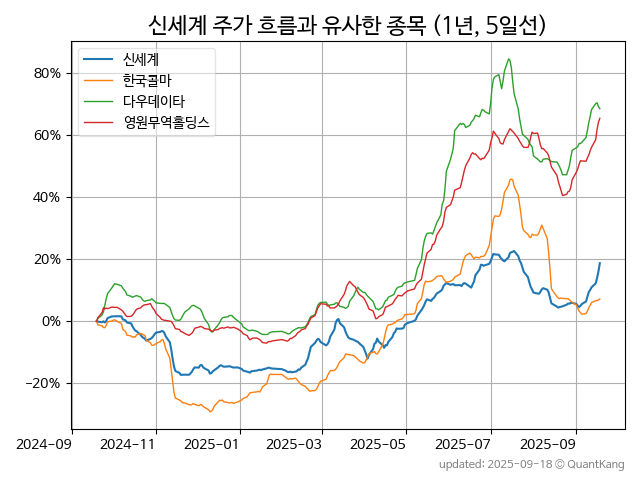 신세계 주가 흐름과 유사한 종목 (1년, 5일선)
신세계
한국콜마
다우데이타
영원무역홀딩스
80%
60%
40%
20%
0%
−20%
2024-09 2024-11 2025-01 2025-03 2025-05 2025-07 2025-09
updated: 2025-09-18 © QuantKang